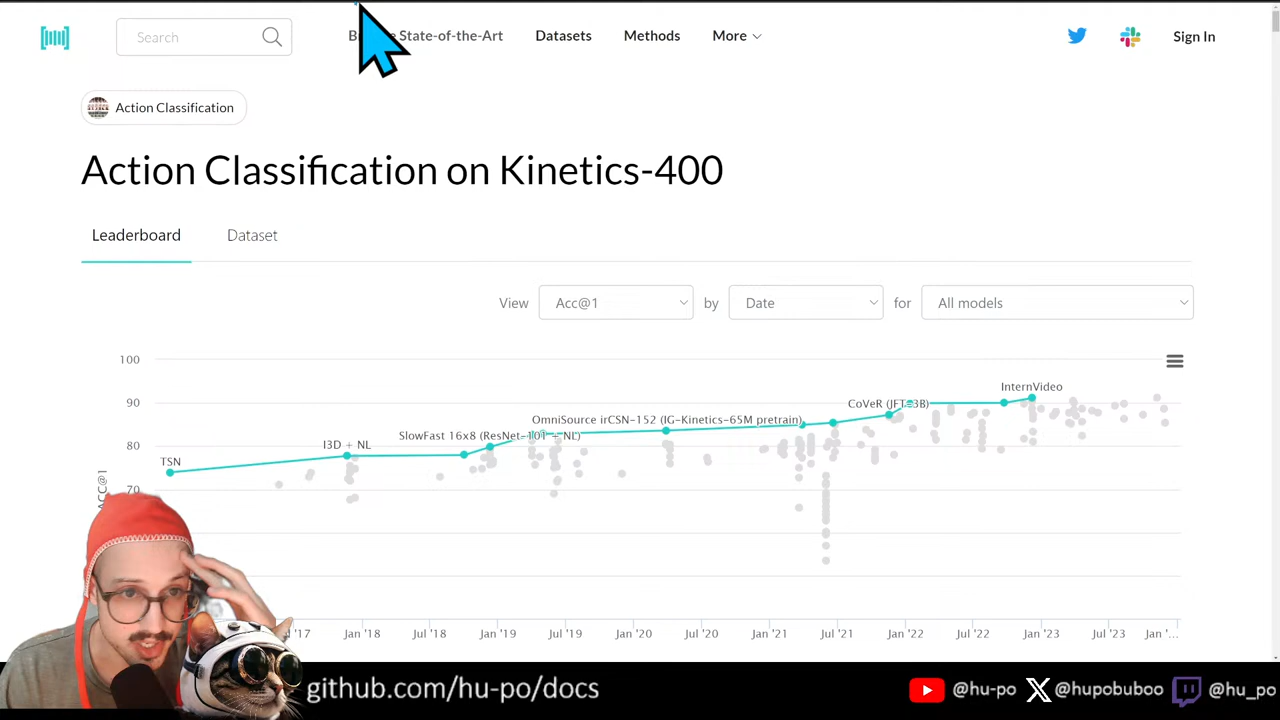 Search
State-of-the-Art
Datasets
Methods
More
Sign In
Action Classification
Action Classification on Kinetics-400
Leaderboard
Dataset
View
Acc@1
by
Date
for
All models
100
90
80
70
ACC@1
TSN
I3D + NL
SlowFast 16x8 (ResNet-101 + NL)
OmniSource irCSN-152 (IG-Kinetics-65M pretrain)
CoVeR (JFT-3B)
InternVideo
'17
Jan '18
Jul '18
Jan '19
Jul '19
Jan '20
Jul '20
Jan '21
Jul '21
Jan '22
Jul '22
Jan '23
Jul '23
Jan '...
github.com/hu-po/docs
@hu-po
@hupobuboo
@hu_po